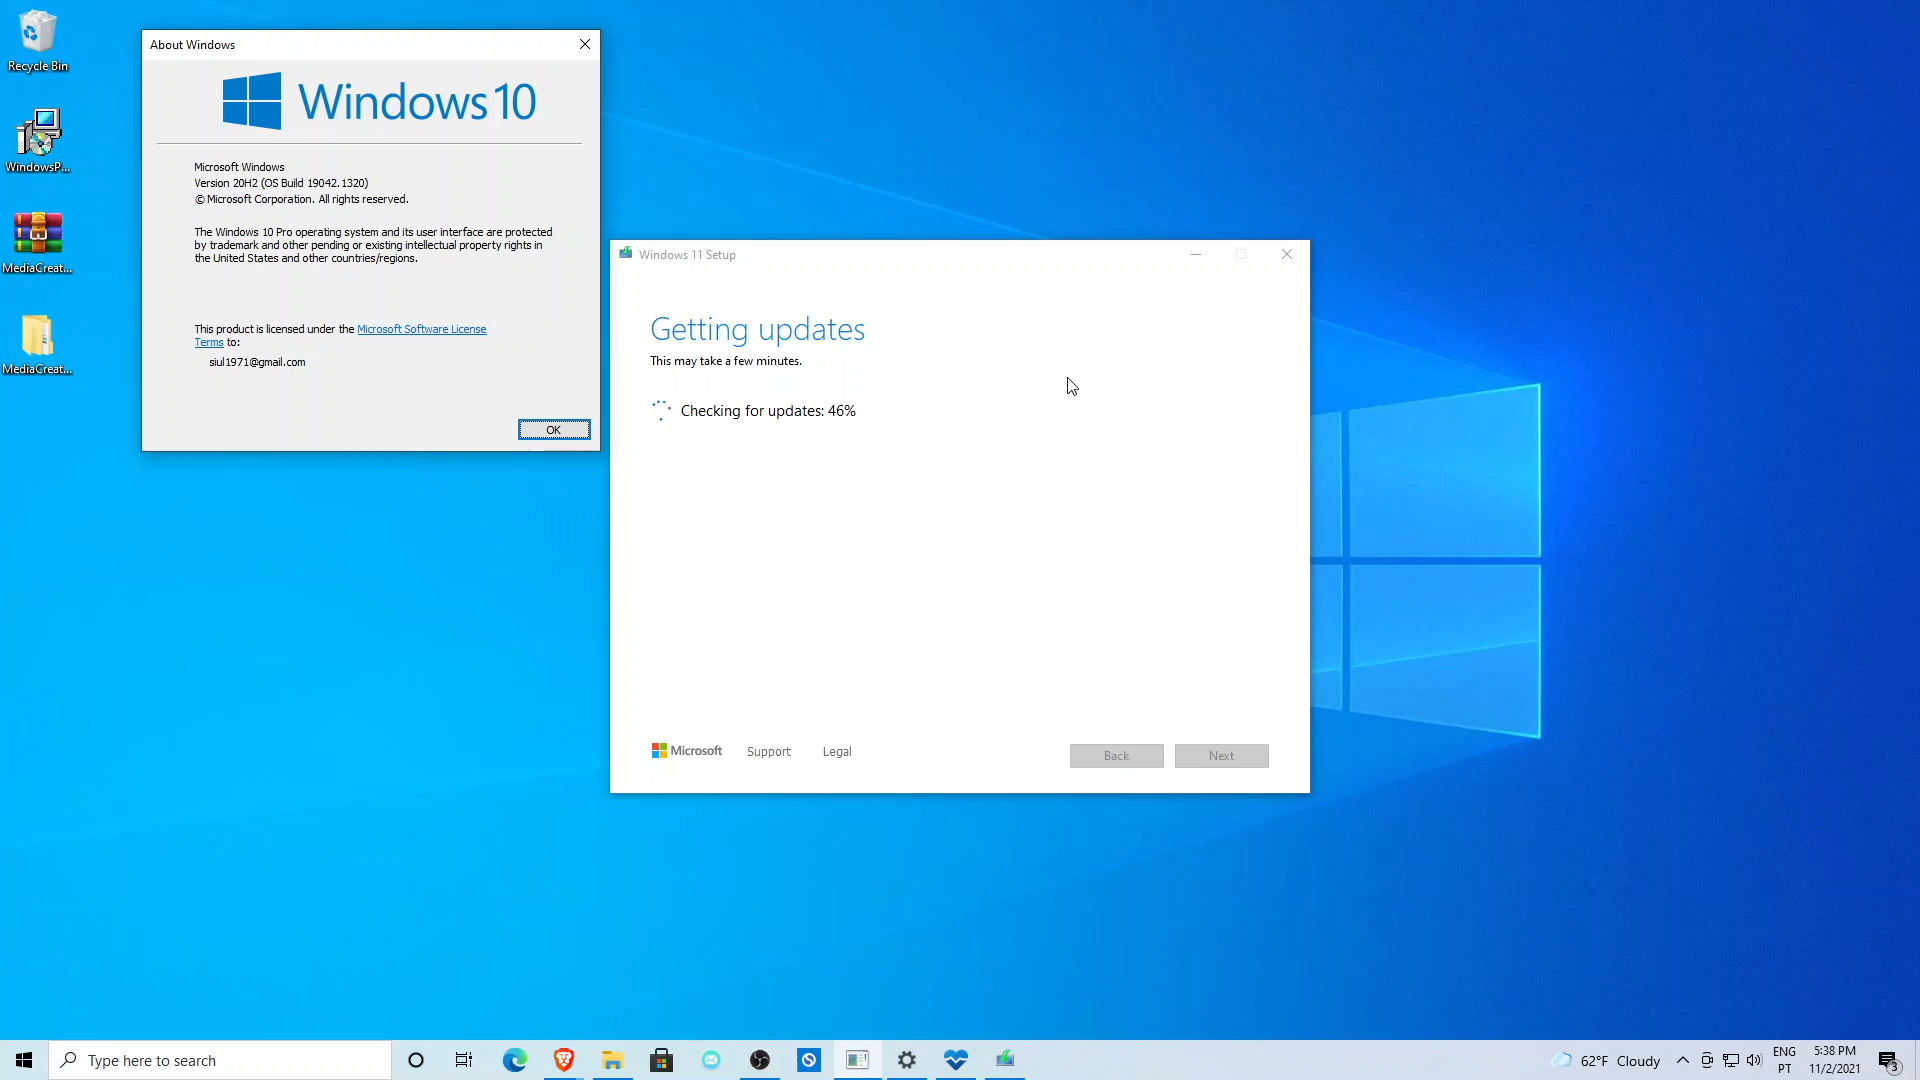 Recycle Bin
WindowsP...
MediaCreat...
MediaCreat...
About Windows
Windows 10
Microsoft Windows
Version 20H2 (OS Build 19042.1320)
© Microsoft Corporation. All rights reserved.
The Windows 10 Pro operating system and its user interface are protected
by trademark and other pending or existing intellectual property rights in
the United States and other countries/regions.
This product is licensed under the Microsoft Software License
Terms to:
siul1971@gmail.com
OK
Windows 11 Setup
Getting updates
This may take a few minutes.
Checking for updates: 46%
Microsoft
Support
Legal
Back
Next
Type here to search
62°F Cloudy
ENG
PT
5:38 PM
11/2/2021
3